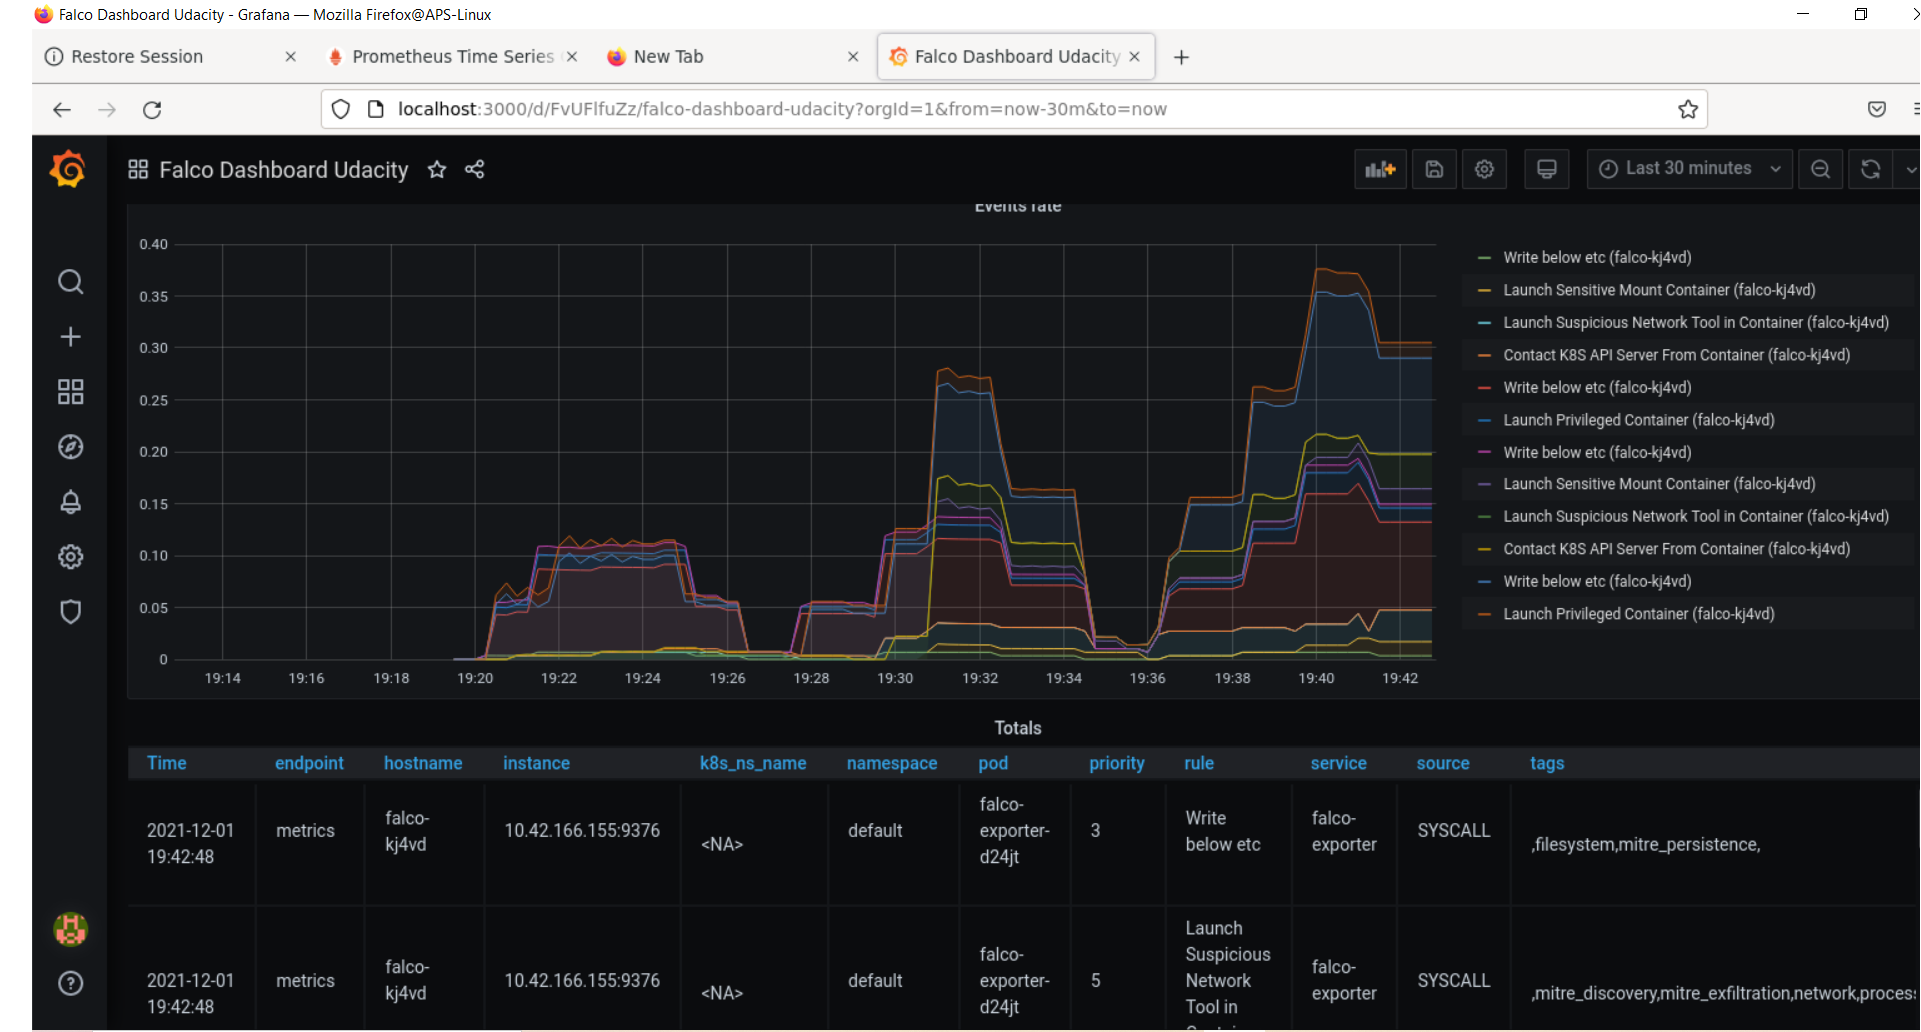 Falco Dashboard Udacity - Grafana — Mozilla Firefox@APS-Linux
Restore Session
Prometheus Time Series
New Tab
Falco Dashboard Udacity
localhost:3000/d/FvUFlfuZz/falco-dashboard-udacity?orgId=1&from=now-30m&to=now
Falco Dashboard Udacity
Last 30 minutes
Events rate
0.40
0.35
0.30
0.25
0.20
0.15
0.10
0.05
0
19:14
19:16
19:18
19:20
19:22
19:24
19:26
19:28
19:30
19:32
19:34
19:36
19:38
19:40
19:42
Write below etc (falco-kj4vd)
Launch Sensitive Mount Container (falco-kj4vd)
Launch Suspicious Network Tool in Container (falco-kj4vd)
Contact K8S API Server From Container (falco-kj4vd)
Write below etc (falco-kj4vd)
Launch Privileged Container (falco-kj4vd)
Write below etc (falco-kj4vd)
Launch Sensitive Mount Container (falco-kj4vd)
Launch Suspicious Network Tool in Container (falco-kj4vd)
Contact K8S API Server From Container (falco-kj4vd)
Write below etc (falco-kj4vd)
Launch Privileged Container (falco-kj4vd)
Totals
Time endpoint hostname instance k8s_ns_name namespace pod priority rule service source tags
2021-12-01
19:42:48
metrics
falco-
kj4vd
10.42.166.155:9376
<NA>
default
falco-
exporter-
d24jt
3
Write
below etc
falco-
exporter
SYSCALL
,filesystem,mitre_persistence,
2021-12-01
19:42:48
metrics
falco-
kj4vd
10.42.166.155:9376
<NA>
default
falco-
exporter-
d24jt
5
Launch
Suspicious
Network
Tool in
falco-
exporter
SYSCALL
,mitre_discovery,mitre_exfiltration,network,process